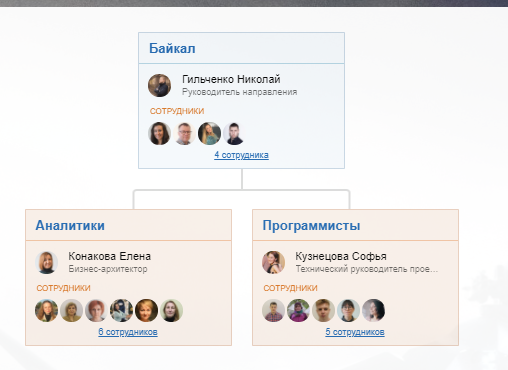 Байкал
Гильченко Николай
Руководитель направления
СОТРУДНИКИ
4 сотрудника
Аналитики
Конакова Елена
Бизнес-архитектор
СОТРУДНИКИ
6 сотрудников
Программисты
Кузнецова Софья
Технический руководитель прое...
СОТРУДНИКИ
5 сотрудников